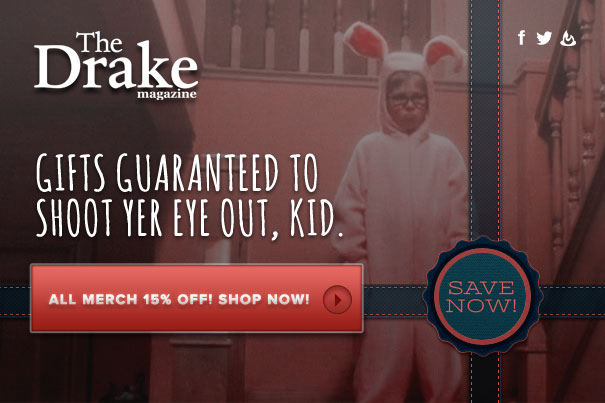 The
Drake
magazine
GIFTS GUARANTEED TO
SHOOT YER EYE OUT, KID.
ALL MERCH 15% OFF! SHOP NOW!
SAVE
NOW!